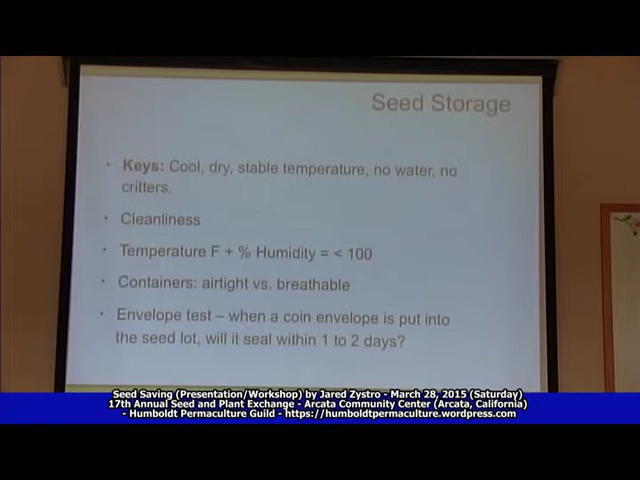 Seed Storage
• Keys: Cool, dry, stable temperature, no water, no
critters.
• Cleanliness
• Temperature F + % Humidity = < 100
• Containers: airtight vs. breathable
• Envelope test – when a coin envelope is put into
the seed lot, will it seal within 1 to 2 days?
Seed Saving (Presentation/Workshop) by Jared Zystro - March 28, 2015 (Saturday)
17th Annual Seed and Plant Exchange - Arcata Community Center (Arcata, California)
- Humboldt Permaculture Guild - https://humboldtpermaculture.wordpress.com